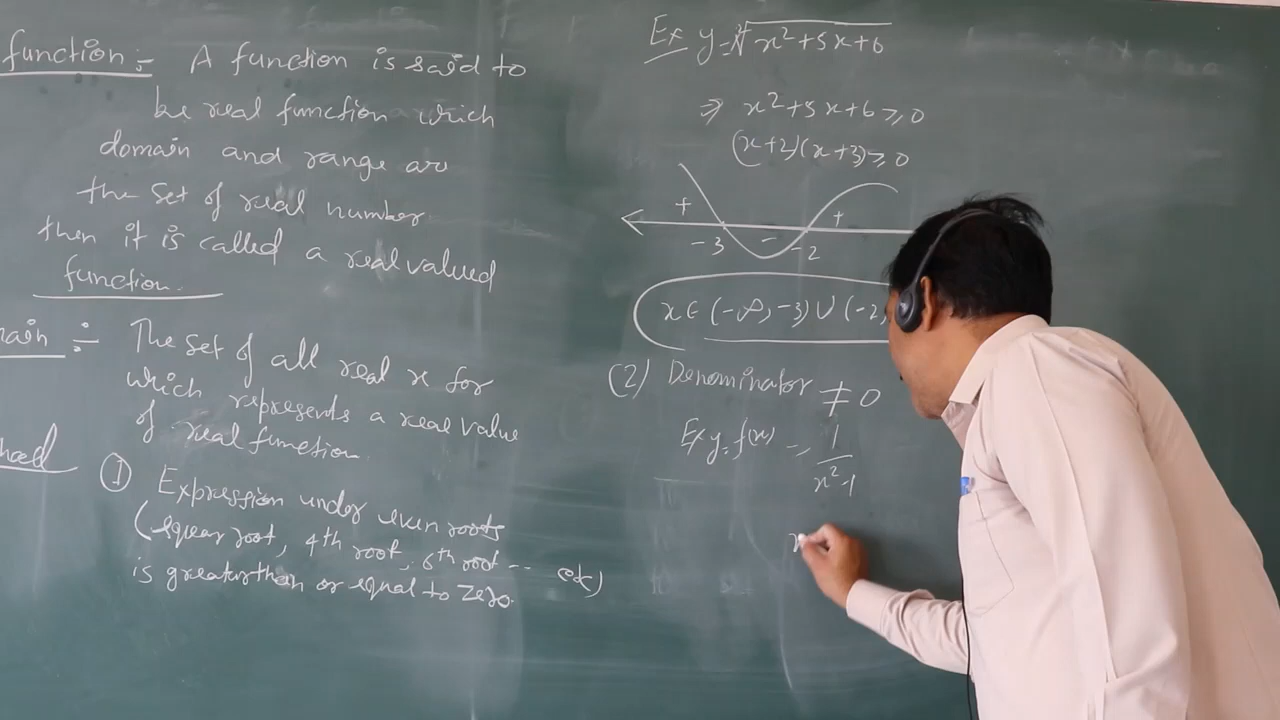 function :- A function is said to
be real function which
domain and range are
the set of real number
then it is called a real valued
function.
main :- The set of all real x for
which represents a real value
of real function
hod
① Expression under even roots
(squear root, 4th root, 6th root -- etc)
is greater than or equal to zero.
Ex y = ∜x²+5x+6
⇒ x²+5x+6 ≥ 0
(x+2)(x+3) ≥ 0
+ - +
-3 -2
x ∈ (-∞, -3) ∪ (-2,
(2) Denominator ≠ 0
Ex y = f(x) = 1/x²-1
x